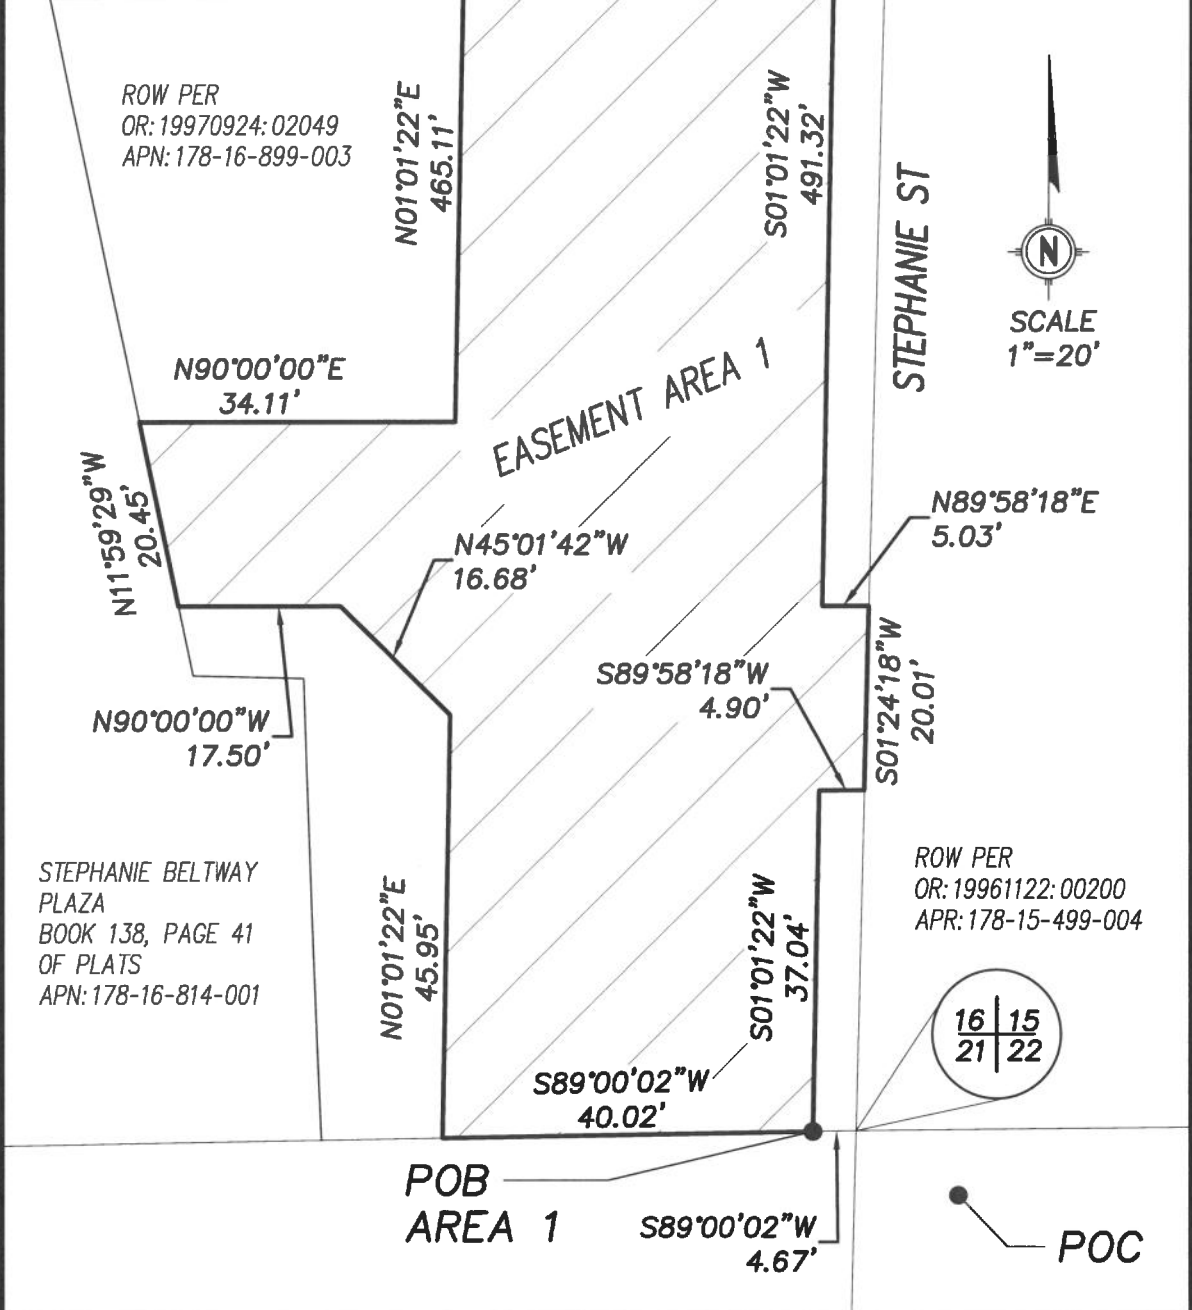 ROW PER
OR:19970924:02049
APN:178-16-899-003
N01°01'22"E
465.11'
S01°01'22"W
491.32'
STEPHANIE ST
N
SCALE
1"=20'
N90°00'00"E
34.11'
EASEMENT AREA 1
N11°59'29"W
20.45'
N45°01'42"W
16.68'
N89°58'18"E
5.03'
S89°58'18"W
4.90'
S01°24'18"W
20.01'
N90°00'00"W
17.50'
STEPHANIE BELTWAY
PLAZA
BOOK 138, PAGE 41
OF PLATS
APN:178-16-814-001
N01°01'22"E
45.95'
S01°01'22"W
37.04'
ROW PER
OR:19961122:00200
APR:178-15-499-004
16 15
21 22
S89°00'02"W
40.02'
POB
AREA 1
S89°00'02"W
4.67'
POC